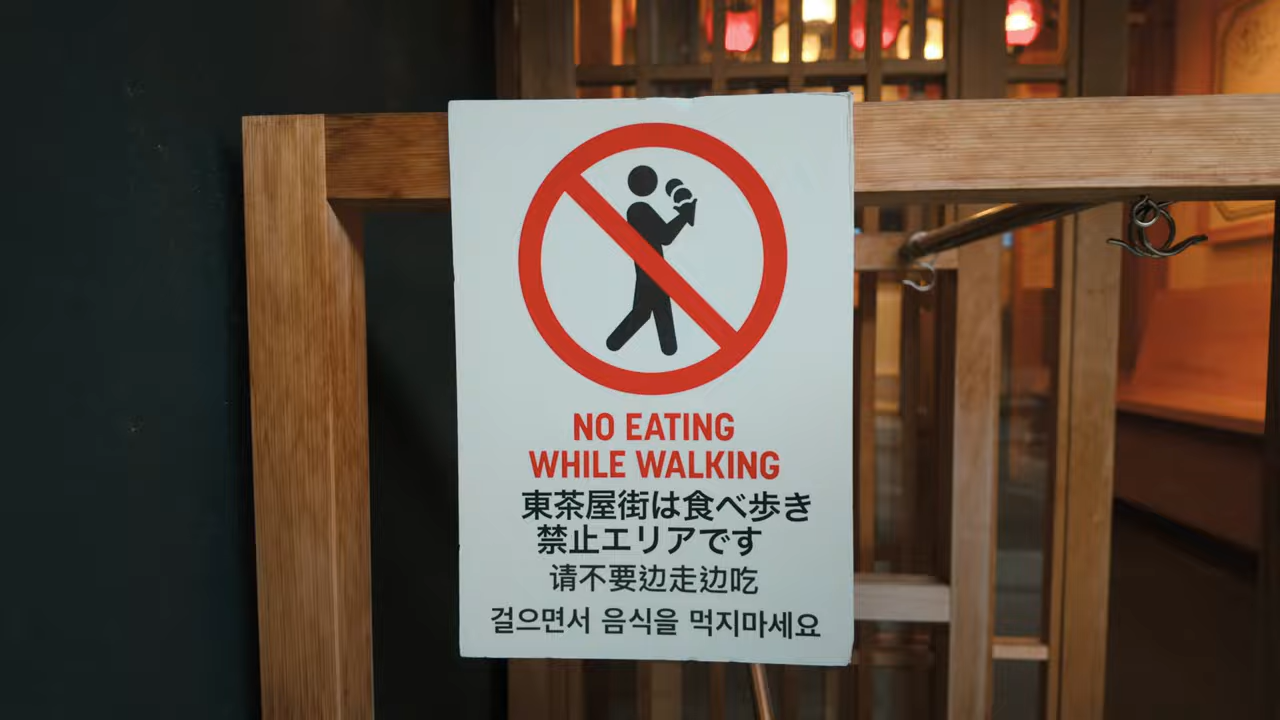 NO EATING
WHILE WALKING
東茶屋街は食べ歩き
禁止エリアです
请不要边走边吃
걸으면서 음식을 먹지마세요